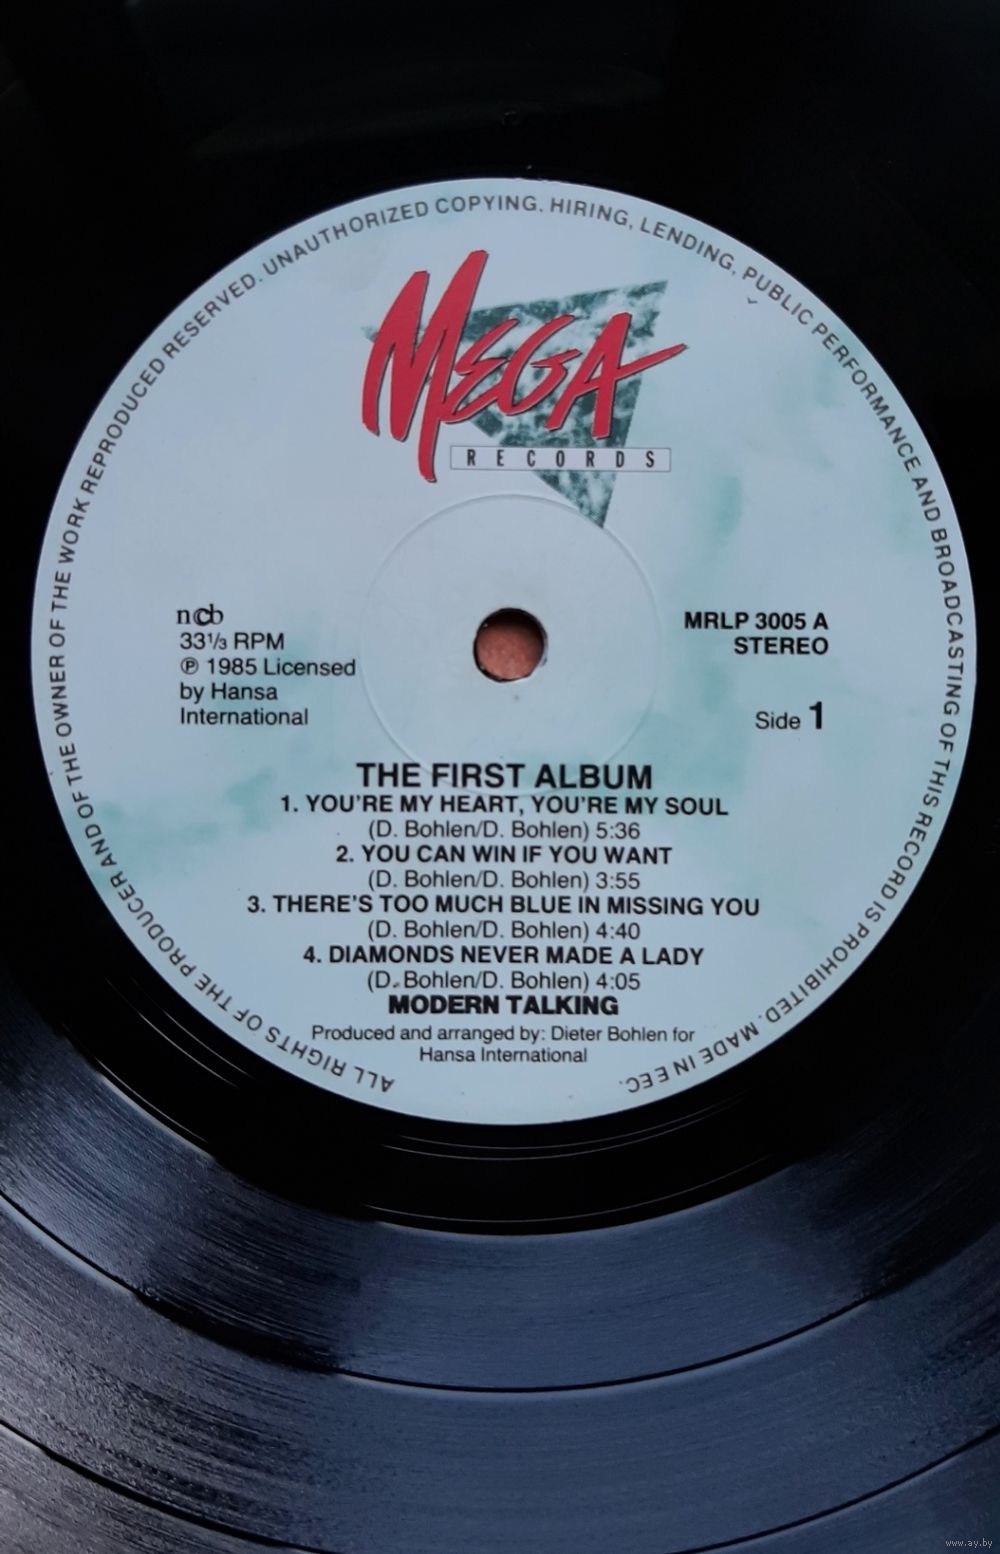 ALL RIGHTS OF THE PRODUCER AND OF THE OWNER OF THE WORK REPRODUCED RESERVED. UNAUTHORIZED COPYING, HIRING, LENDING, PUBLIC PERFORMANCE AND BROADCASTING OF THIS RECORD IS PROHIBITED. MADE IN EEC.
MEGA
RECORDS
ncb
33⅓ RPM
℗ 1985 Licensed
by Hansa
International
MRLP 3005 A
STEREO
Side 1
THE FIRST ALBUM
1. YOU'RE MY HEART, YOU'RE MY SOUL
(D. Bohlen/D. Bohlen) 5:36
2. YOU CAN WIN IF YOU WANT
(D. Bohlen/D. Bohlen) 3:55
3. THERE'S TOO MUCH BLUE IN MISSING YOU
(D. Bohlen/D. Bohlen) 4:40
4. DIAMONDS NEVER MADE A LADY
(D. Bohlen/D. Bohlen) 4:05
MODERN TALKING
Produced and arranged by: Dieter Bohlen for
Hansa International
www.ay.by